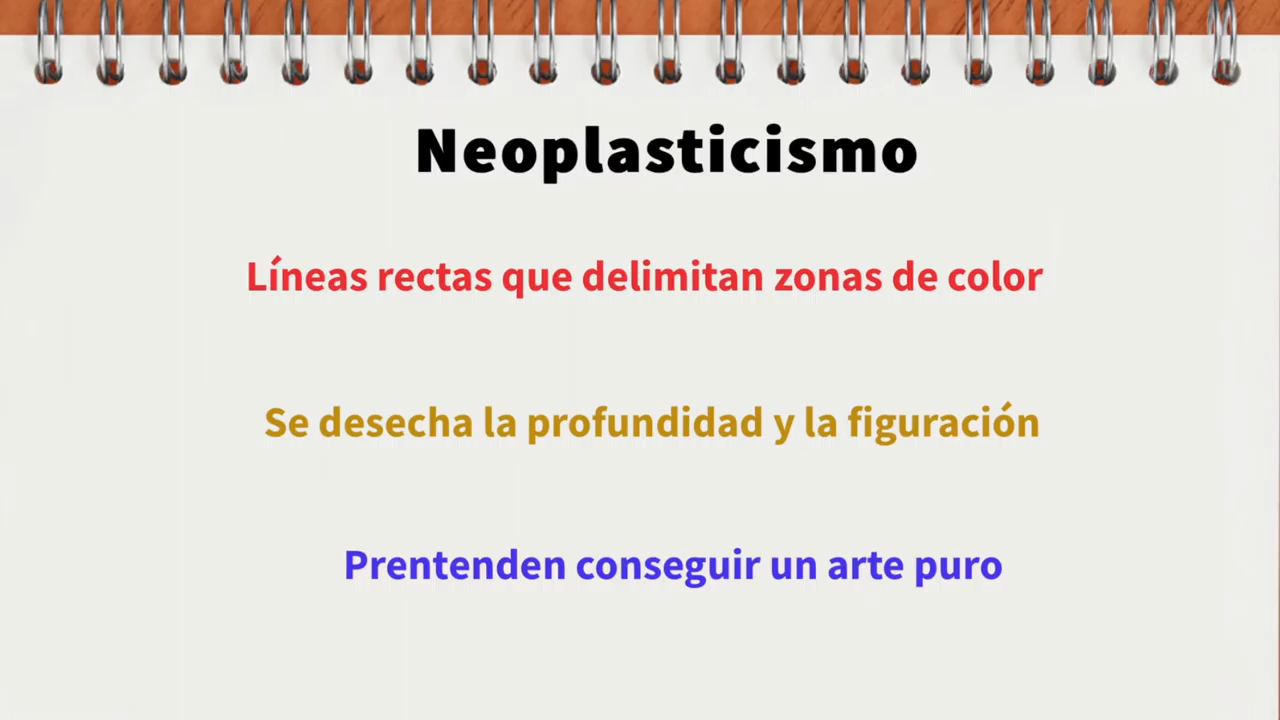 Neoplasticismo
Líneas rectas que delimitan zonas de color
Se desecha la profundidad y la figuración
Prentenden conseguir un arte puro